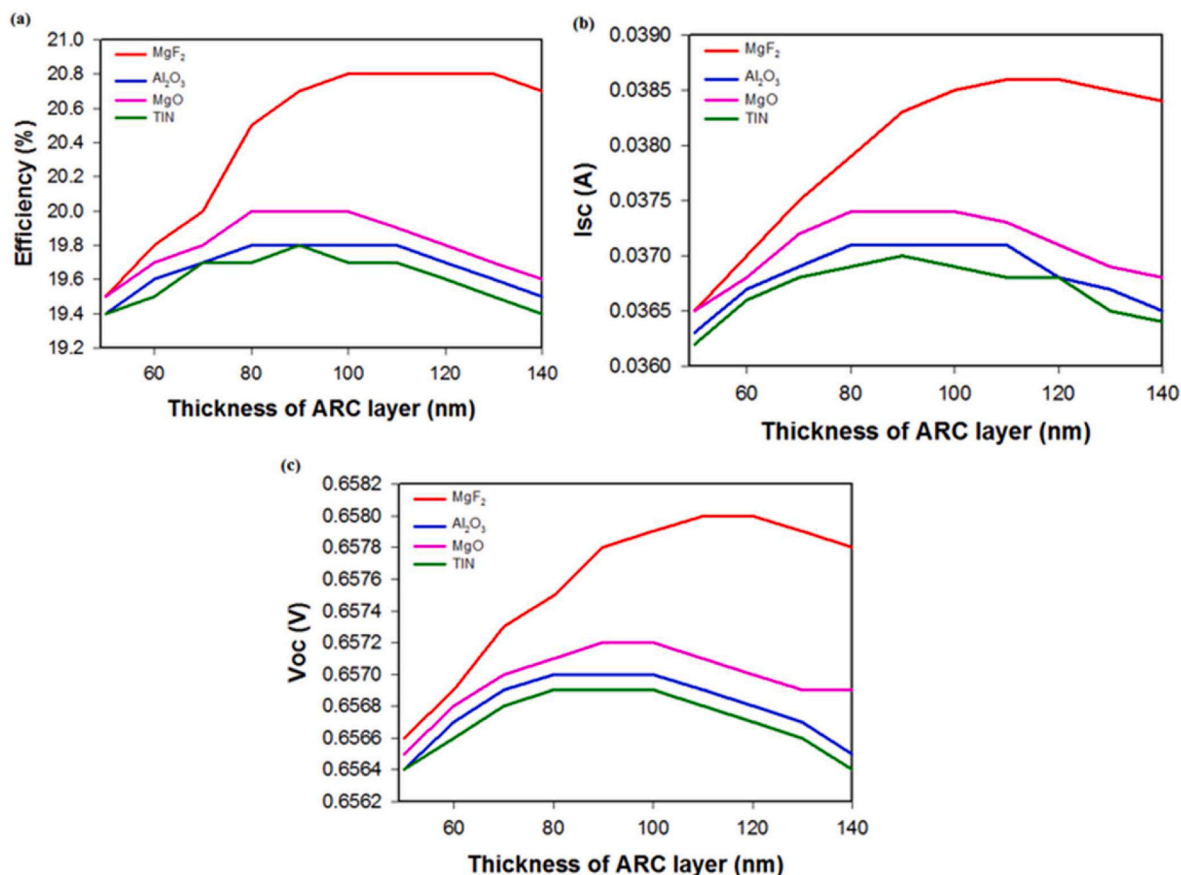 (a)
21.0
20.8
20.6
20.4
20.2
20.0
19.8
19.6
19.4
19.2
Efficiency (%)
MgF₂
Al₂O₃
MgO
TIN
60 80 100 120 140
Thickness of ARC layer (nm)
(b)
0.0390
0.0385
0.0380
0.0375
0.0370
0.0365
0.0360
Isc (A)
MgF₂
Al₂O₃
MgO
TIN
60 80 100 120 140
Thickness of ARC layer (nm)
(c)
0.6582
0.6580
0.6578
0.6576
0.6574
0.6572
0.6570
0.6568
0.6566
0.6564
0.6562
Voc (V)
MgF₂
Al₂O₃
MgO
TIN
60 80 100 120 140
Thickness of ARC layer (nm)